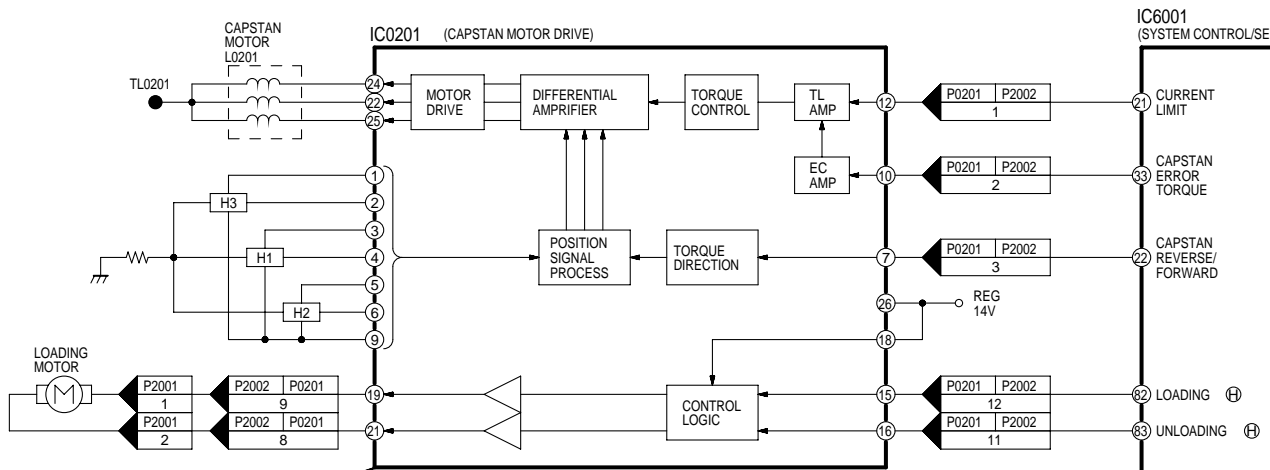 IC6001
(SYSTEM CONTROL/SE
CAPSTAN
MOTOR
L0201
IC0201 (CAPSTAN MOTOR DRIVE)
TL0201
24
22
25
MOTOR
DRIVE
DIFFERENTIAL
AMPRIFIER
TORQUE
CONTROL
TL
AMP
12
P0201 P2002
1
21
CURRENT
LIMIT
EC
AMP
10
P0201 P2002
2
33
CAPSTAN
ERROR
TORQUE
1
H3
2
3
H1
4
5
H2
6
9
POSITION
SIGNAL
PROCESS
TORQUE
DIRECTION
7
P0201 P2002
3
22
CAPSTAN
REVERSE/
FORWARD
26
REG
14V
18
LOADING
MOTOR
M
P2001
1
P2002 P0201
9
19
CONTROL
LOGIC
15
P0201 P2002
12
82
LOADING H
P2001
2
P2002 P0201
8
21
16
P0201 P2002
11
83
UNLOADING H